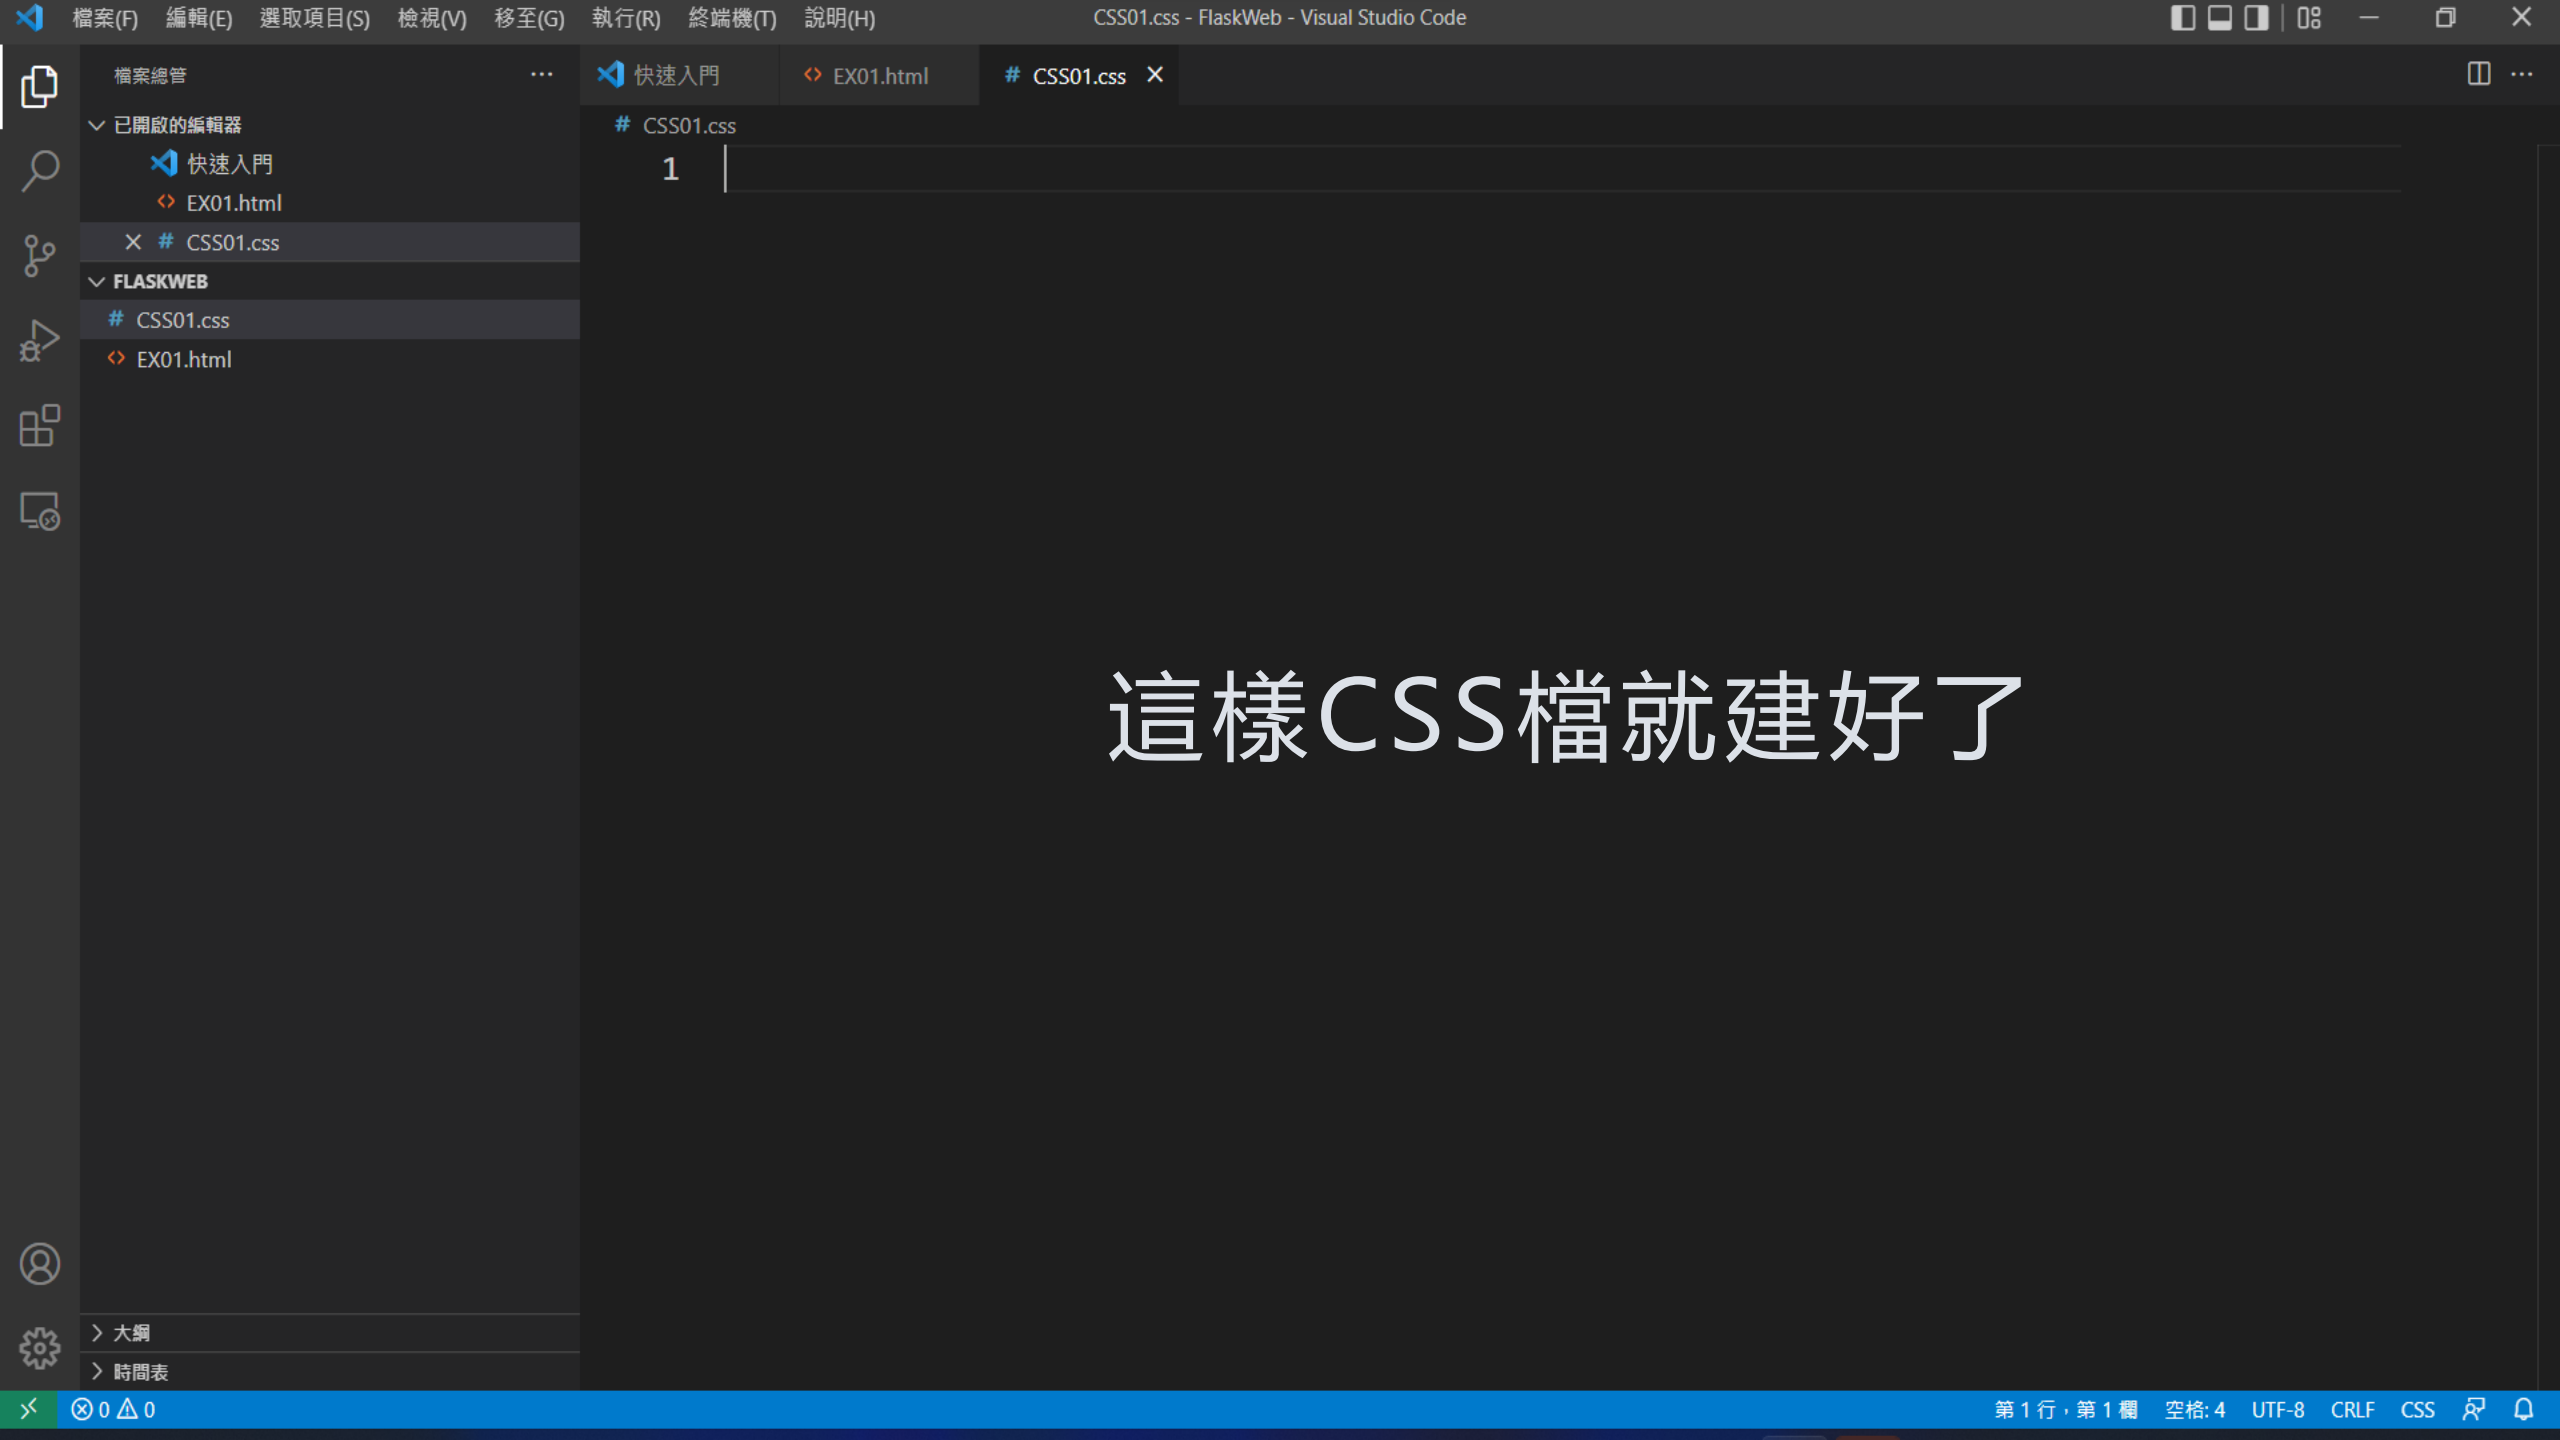 檔案(F) 編輯(E) 選取項目(S) 檢視(V) 移至(G) 執行(R) 終端機(T) 說明(H) CSS01.css - FlaskWeb - Visual Studio Code
檔案總管
已開啟的編輯器
快速入門
EX01.html
CSS01.css
FLASKWEB
CSS01.css
EX01.html
大綱
時間表
快速入門 EX01.html CSS01.css
CSS01.css
1
這樣CSS檔就建好了
0 0 第 1 行，第 1 欄 空格: 4 UTF-8 CRLF CSS